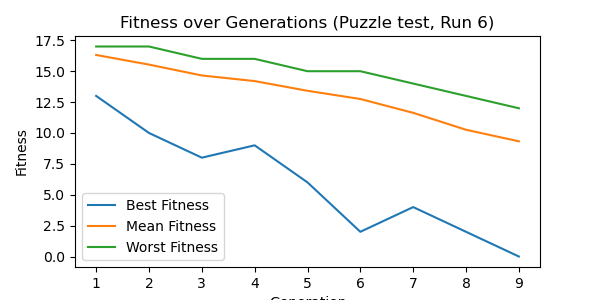 Fitness over Generations (Puzzle test, Run 6)
17.5
15.0
12.5
10.0
7.5
5.0
2.5
0.0
Fitness
Best Fitness
Mean Fitness
Worst Fitness
1 2 3 4 5 6 7 8 9
Generation